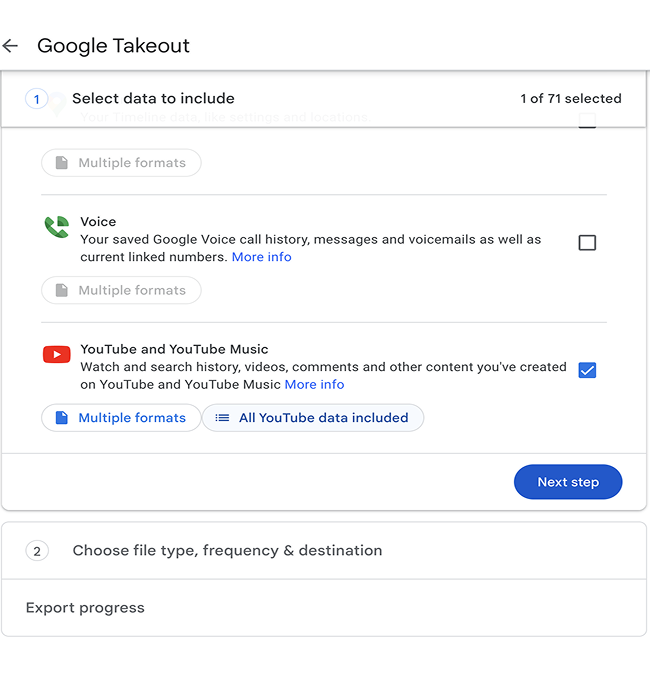 Google Takeout
1
Select data to include
1 of 71 selected
Your Timeline data, like settings and locations
Multiple formats
Voice
Your saved Google Voice call history, messages and voicemails as well as
current linked numbers. More info
Multiple formats
YouTube and YouTube Music
Watch and search history, videos, comments and other content you've created
on YouTube and YouTube Music More info
Multiple formats
All YouTube data included
Next step
2
Choose file type, frequency & destination
Export progress